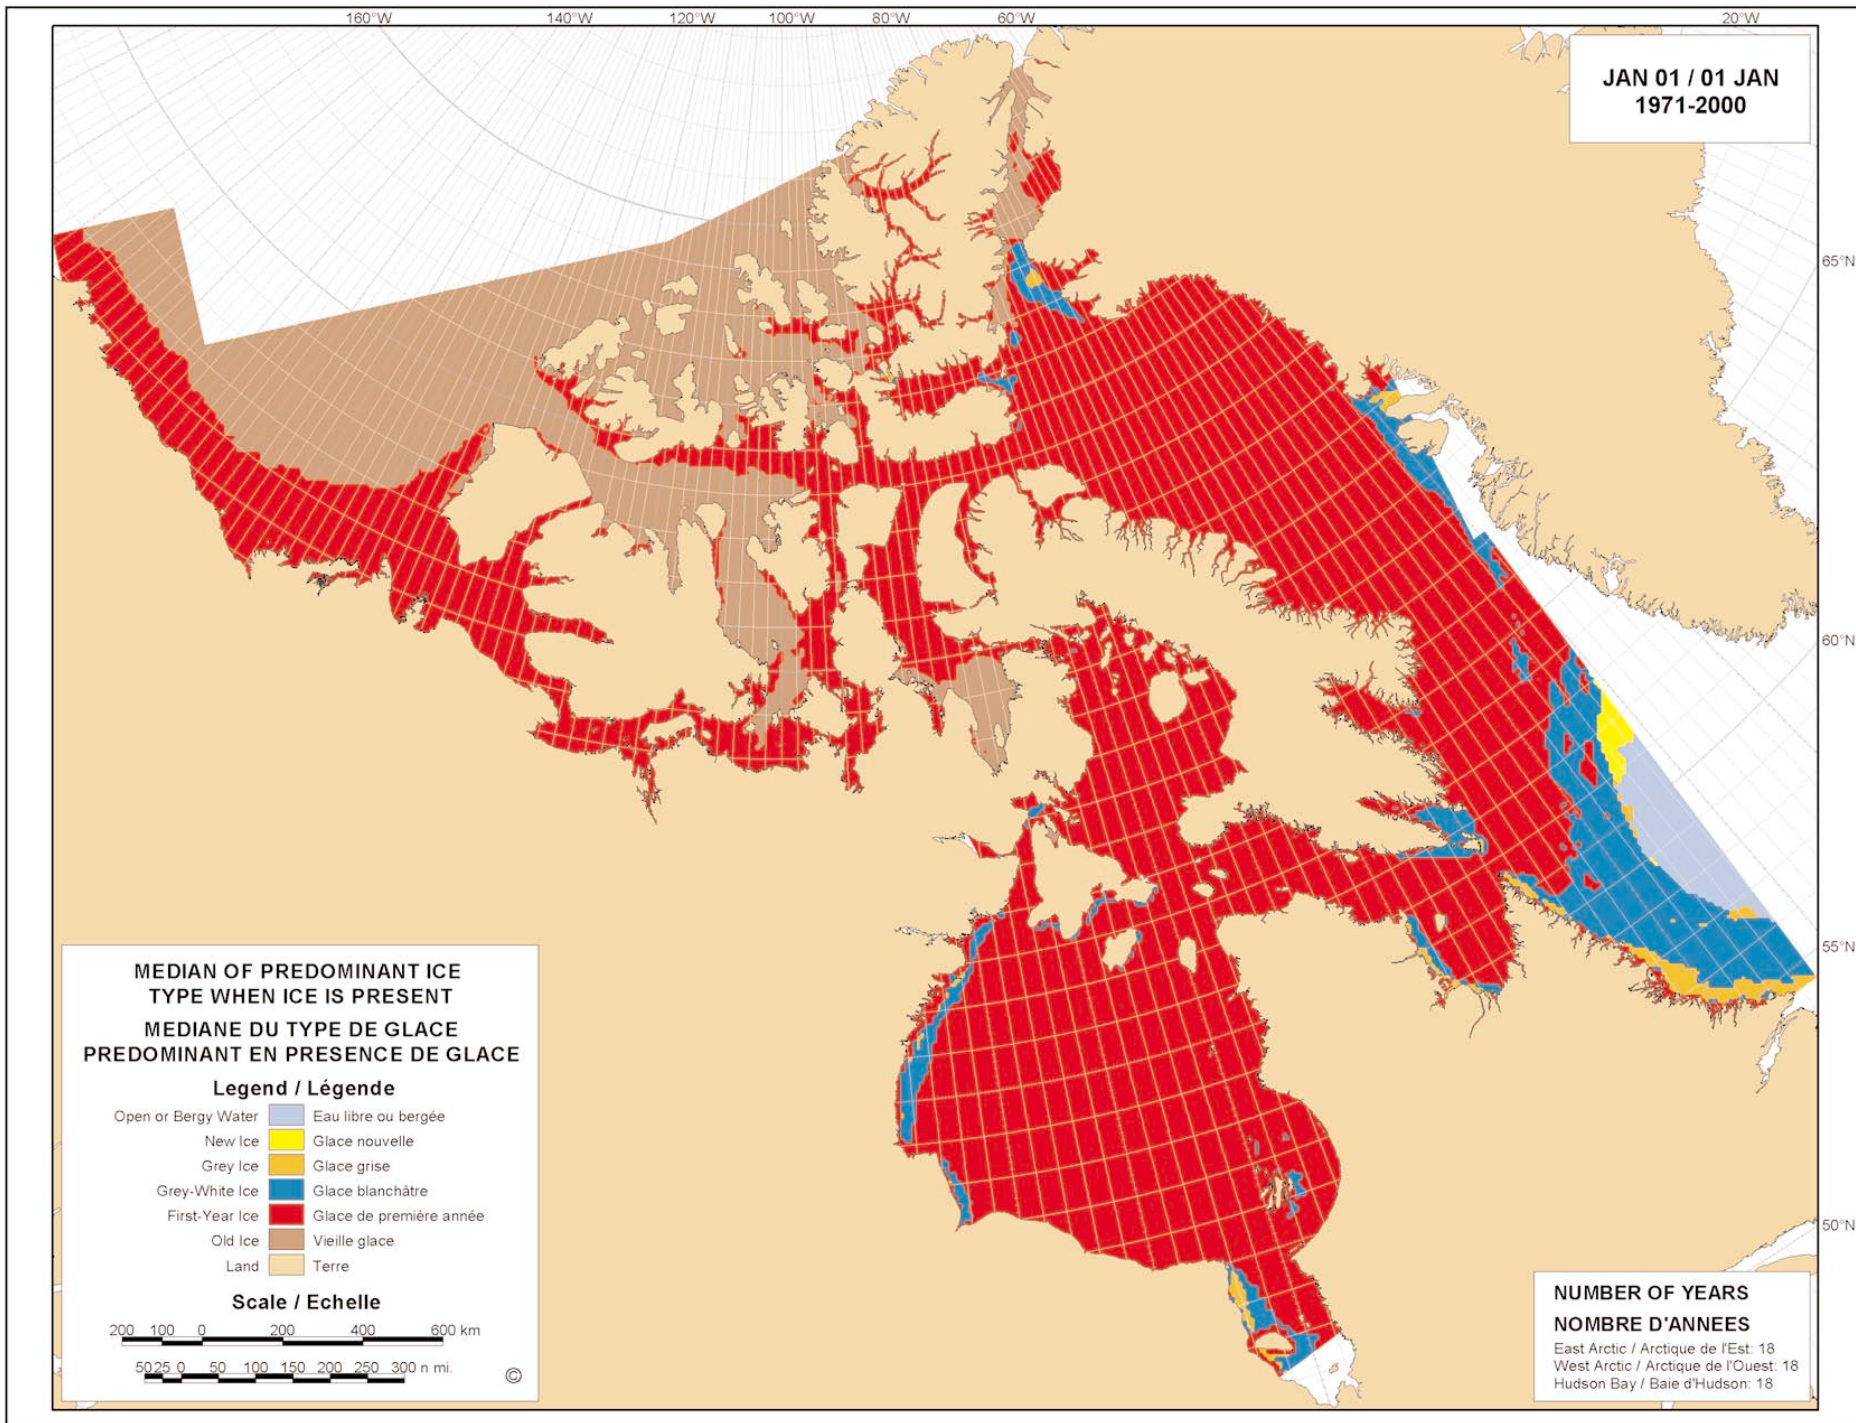 160°W 140°W 120°W 100°W 80°W 60°W 20°W
JAN 01 / 01 JAN
1971-2000
65°N
60°N
55°N
50°N
MEDIAN OF PREDOMINANT ICE
TYPE WHEN ICE IS PRESENT
MEDIANE DU TYPE DE GLACE
PREDOMINANT EN PRESENCE DE GLACE
Legend / Légende
Open or Bergy Water Eau libre ou bergée
New Ice Glace nouvelle
Grey Ice Glace grise
Grey-White Ice Glace blanchâtre
First-Year Ice Glace de première année
Old Ice Vieille glace
Land Terre
Scale / Echelle
200 100 0 200 400 600 km
50 25 0 50 100 150 200 250 300 n mi.
©
NUMBER OF YEARS
NOMBRE D'ANNEES
East Arctic / Arctique de l'Est: 18
West Arctic / Arctique de l'Ouest: 18
Hudson Bay / Baie d'Hudson: 18